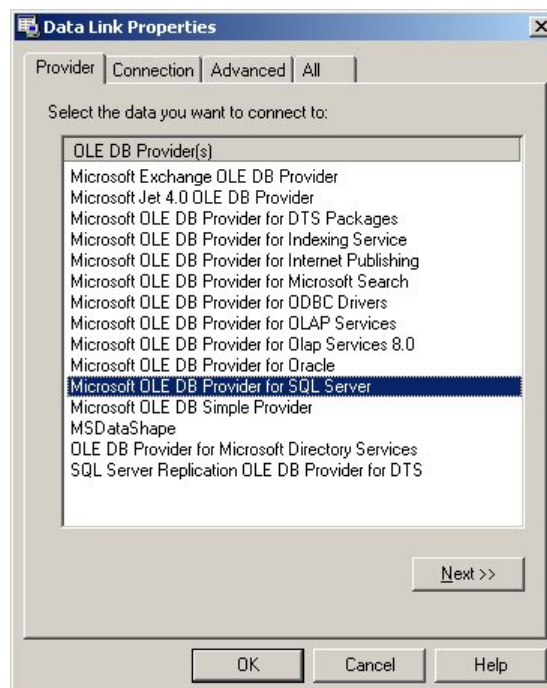 Data Link Properties
Provider Connection Advanced All
Select the data you want to connect to:
OLE DB Provider(s)
Microsoft Exchange OLE DB Provider
Microsoft Jet 4.0 OLE DB Provider
Microsoft OLE DB Provider for DTS Packages
Microsoft OLE DB Provider for Indexing Service
Microsoft OLE DB Provider for Internet Publishing
Microsoft OLE DB Provider for Microsoft Search
Microsoft OLE DB Provider for ODBC Drivers
Microsoft OLE DB Provider for OLAP Services
Microsoft OLE DB Provider for Olap Services 8.0
Microsoft OLE DB Provider for Oracle
Microsoft OLE DB Provider for SQL Server
Microsoft OLE DB Simple Provider
MSDataShape
OLE DB Provider for Microsoft Directory Services
SQL Server Replication OLE DB Provider for DTS
Next >>
OK Cancel Help